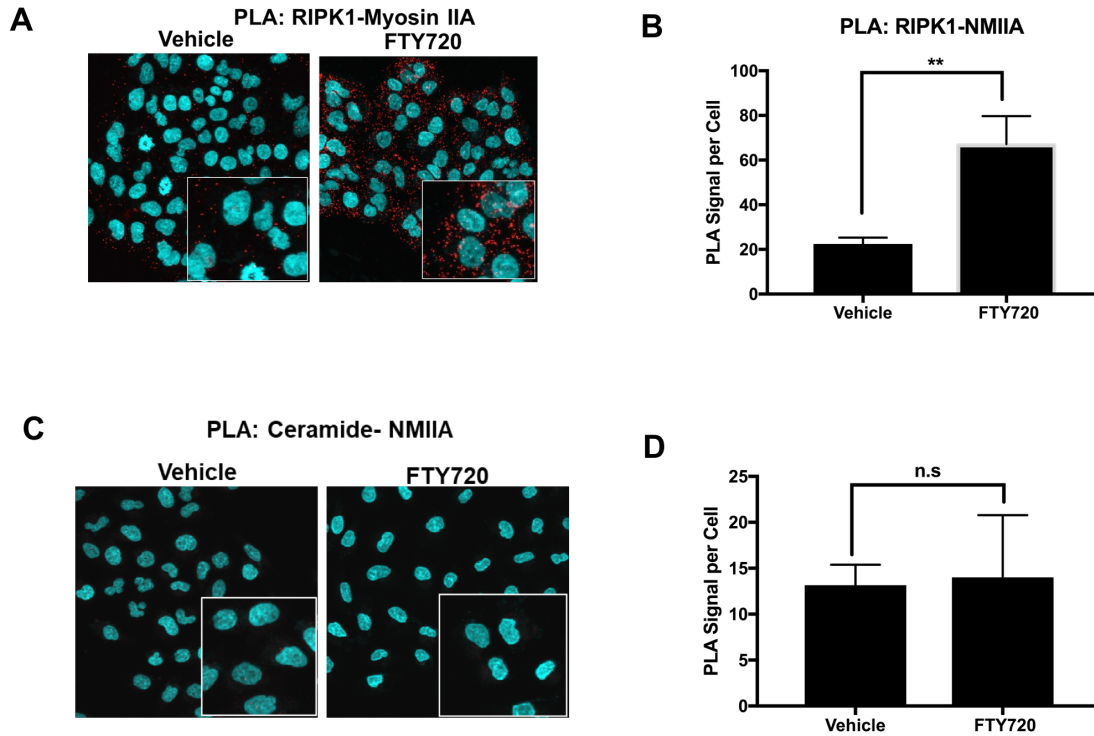 A
PLA: RIPK1-Myosin IIA
Vehicle
FTY720
B
PLA: RIPK1-NMIIA
**
PLA Signal per Cell
100
80
60
40
20
0
Vehicle
FTY720
C
PLA: Ceramide- NMIIA
Vehicle
FTY720
D
n.s
PLA Signal per Cell
25
20
15
10
5
0
Vehicle
FTY720